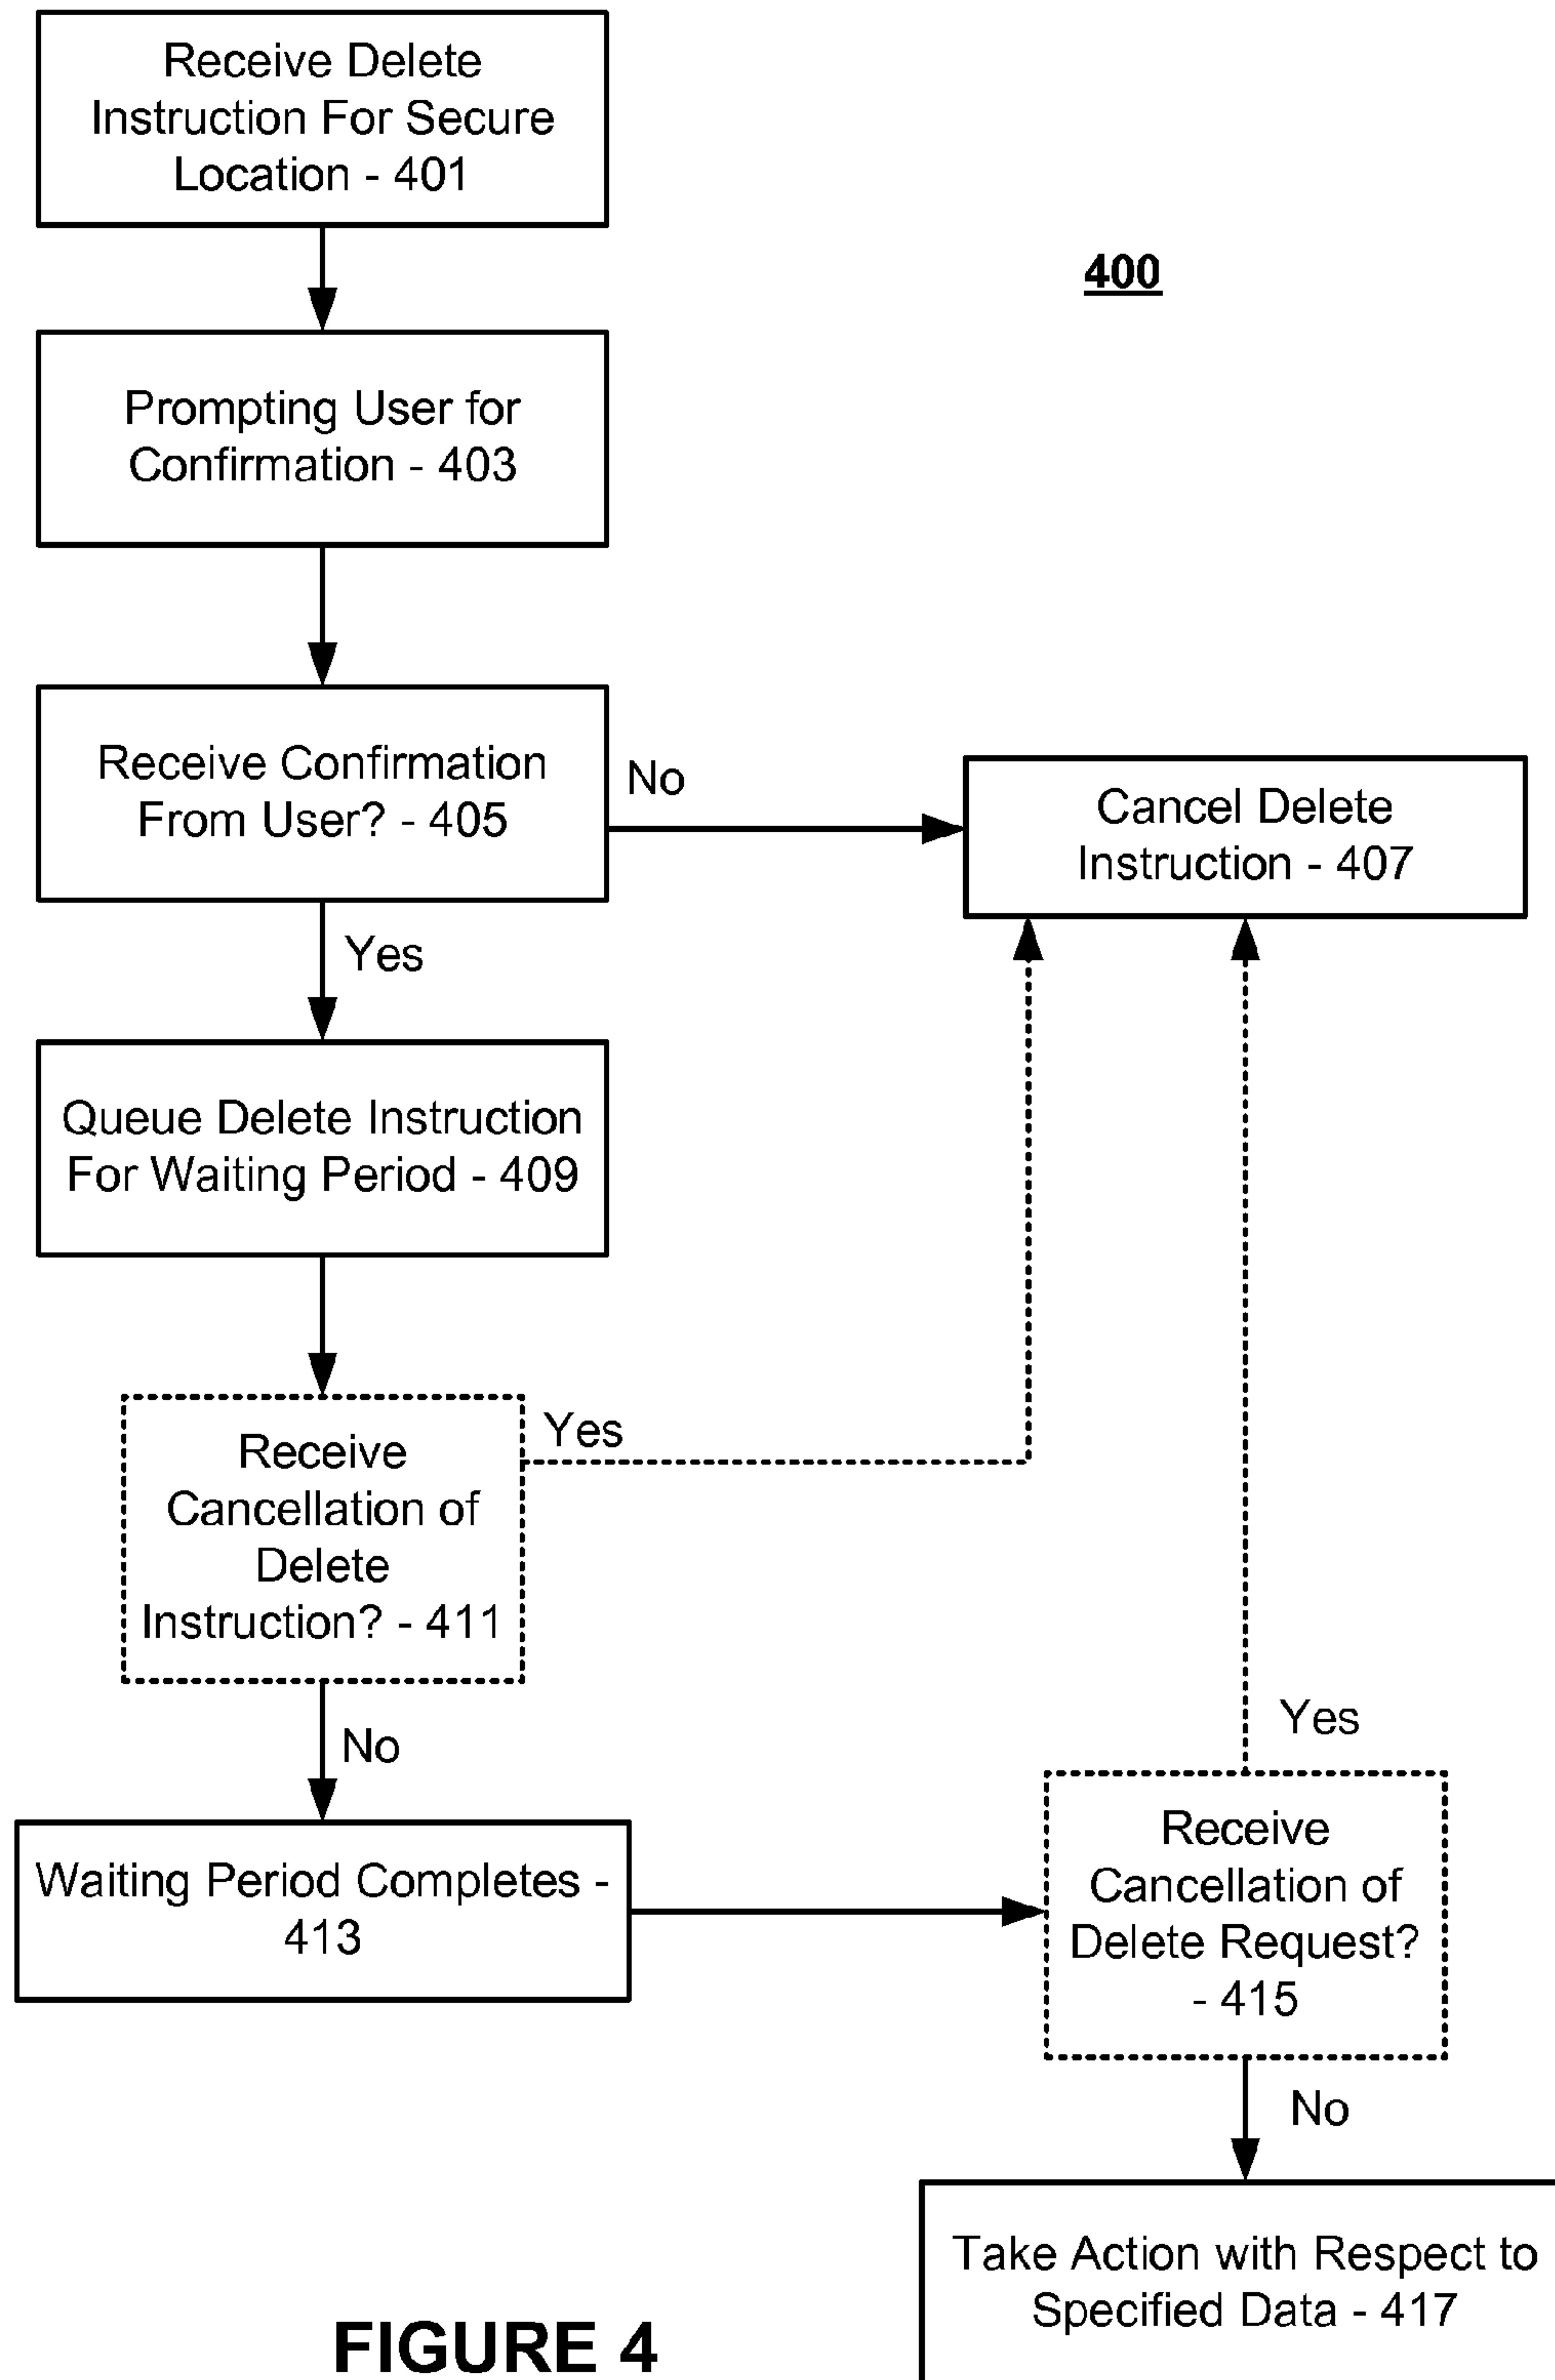 Receive Delete
Instruction For Secure
Location - 401
400
Prompting User for
Confirmation - 403
Receive Confirmation
From User? - 405
No
Cancel Delete
Instruction - 407
Yes
Queue Delete Instruction
For Waiting Period - 409
Receive
Cancellation of
Delete
Instruction? - 411
Yes
No
Waiting Period Completes -
413
Yes
Receive
Cancellation of
Delete Request?
- 415
No
Take Action with Respect to
Specified Data - 417
FIGURE 4